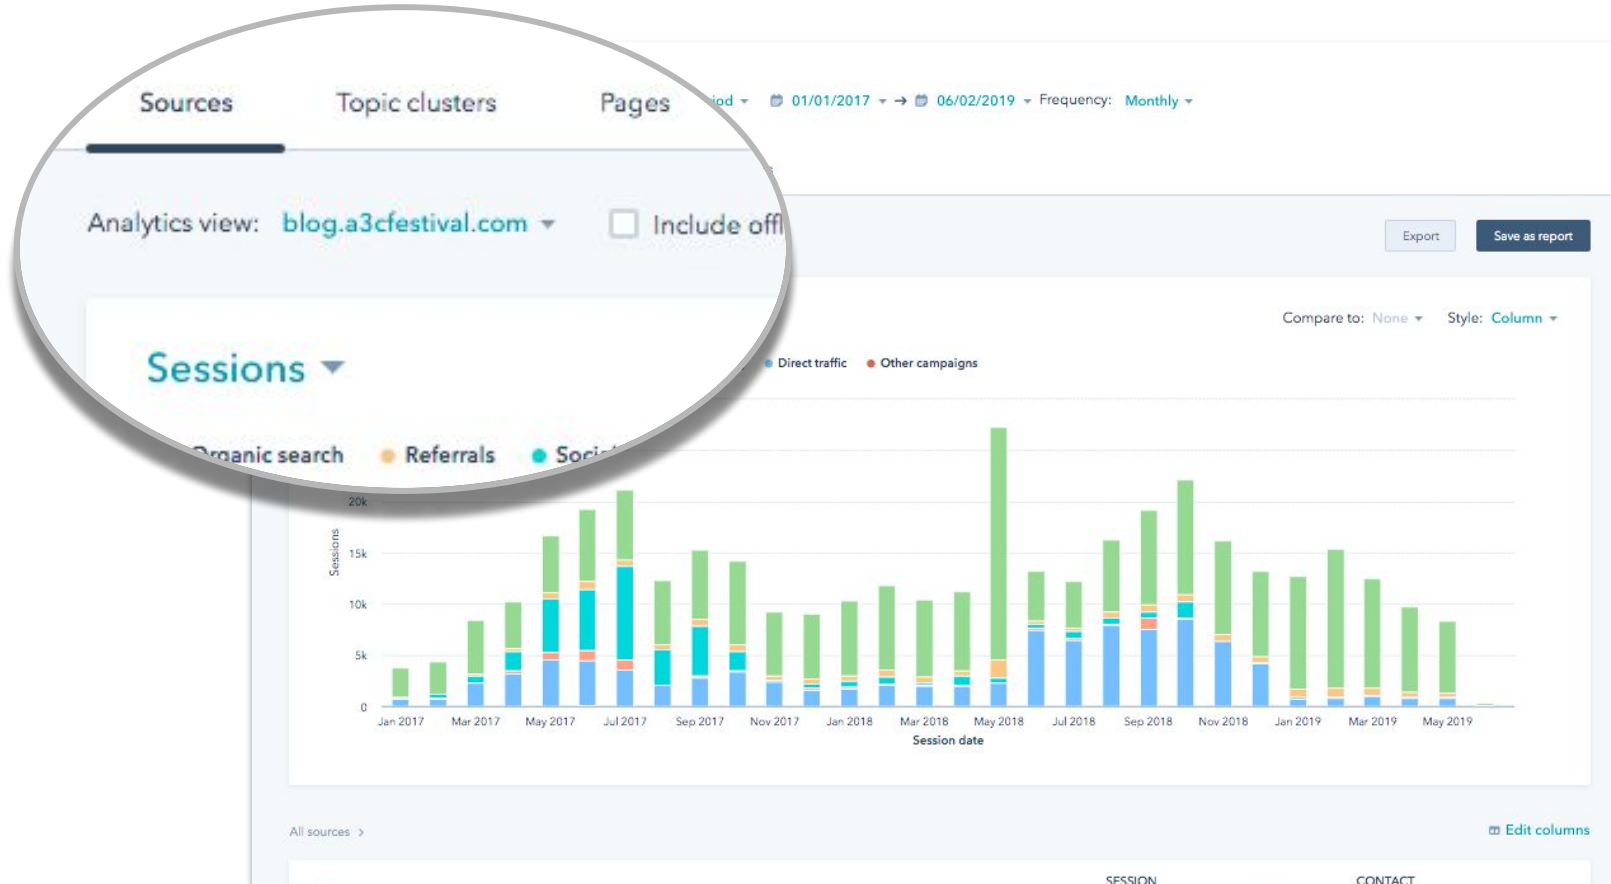 Sources Topic clusters Pages
01/01/2017 → 06/02/2019 Frequency: Monthly
Analytics view: blog.a3cfestival.com Include
Export Save as report
Compare to: None Style: Column
Sessions
Direct traffic Other campaigns
Organic search Referrals
20k
15k
10k
5k
0
Sessions
Jan 2017 Mar 2017 May 2017 Jul 2017 Sep 2017 Nov 2017 Jan 2018 Mar 2018 May 2018 Jul 2018 Sep 2018 Nov 2018 Jan 2019 Mar 2019 May 2019
Session date
All sources >
Edit columns
SESSION CONTACT